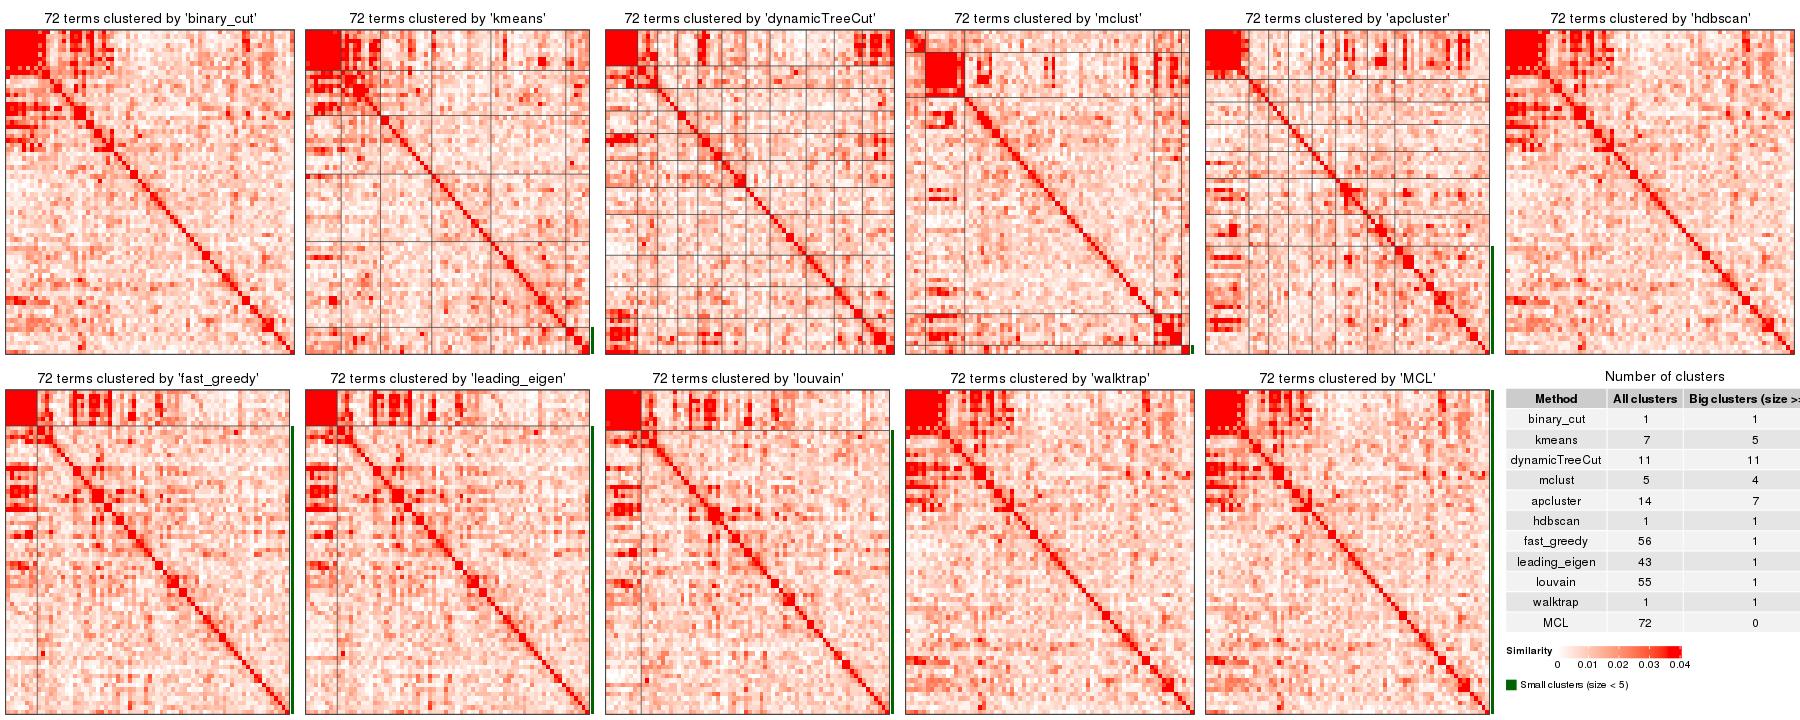 72 terms clustered by 'binary_cut'
72 terms clustered by 'kmeans'
72 terms clustered by 'dynamicTreeCut'
72 terms clustered by 'mclust'
72 terms clustered by 'apcluster'
72 terms clustered by 'hdbscan'
72 terms clustered by 'fast_greedy'
72 terms clustered by 'leading_eigen'
72 terms clustered by 'louvain'
72 terms clustered by 'walktrap'
72 terms clustered by 'MCL'
Number of clusters
Method All clusters Big clusters (size >=
binary_cut 1 1
kmeans 7 5
dynamicTreeCut 11 11
mclust 5 4
apcluster 14 7
hdbscan 1 1
fast_greedy 56 1
leading_eigen 43 1
louvain 55 1
walktrap 1 1
MCL 72 0
Similarity
0 0.01 0.02 0.03 0.04
Small clusters (size < 5)